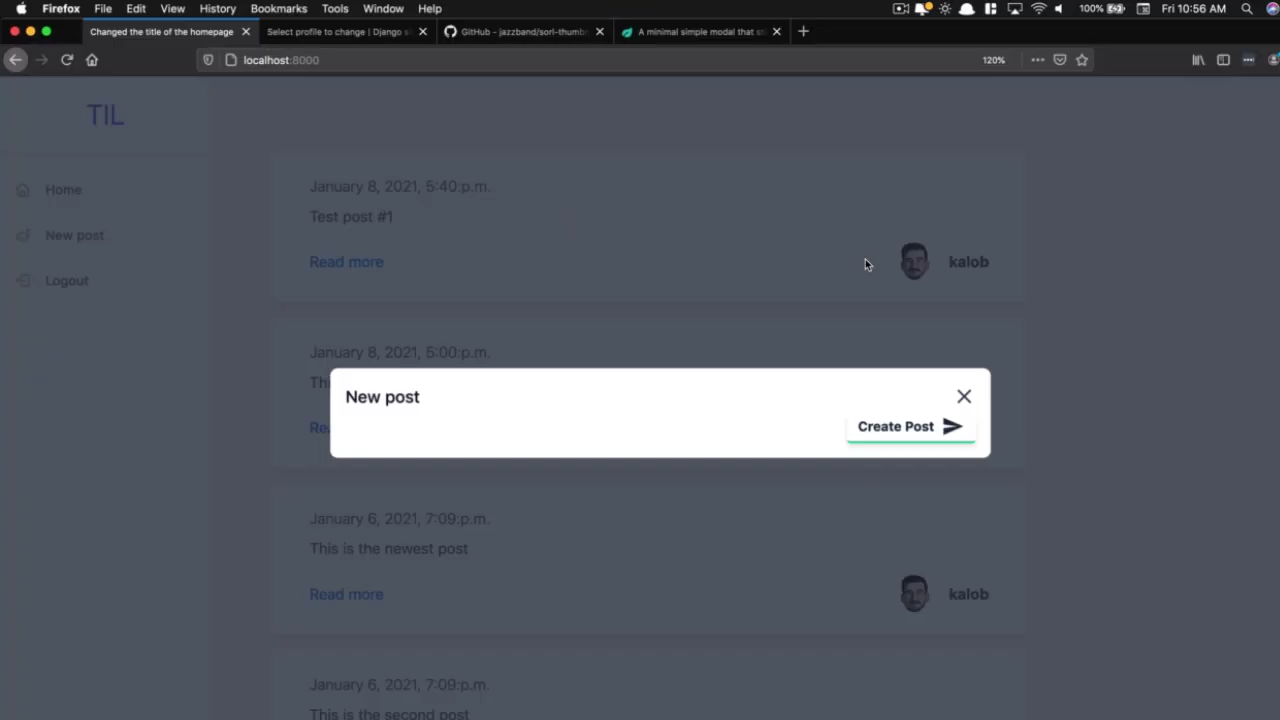 Firefox File Edit View History Bookmarks Tools Window Help 100% Fri 10:56 AM
Changed the title of the homepage Select profile to change | Django si GitHub - jazzband/sorl-thumb A minimal simple modal that st
localhost:8000 120%
TIL
Home
New post
Logout
January 8, 2021, 5:40:p.m.
Test post #1
Read more kalob
January 8, 2021, 5:00:p.m.
New post
Create Post
January 6, 2021, 7:09:p.m.
This is the newest post
Read more kalob
January 6, 2021, 7:09:p.m.
This is the second post